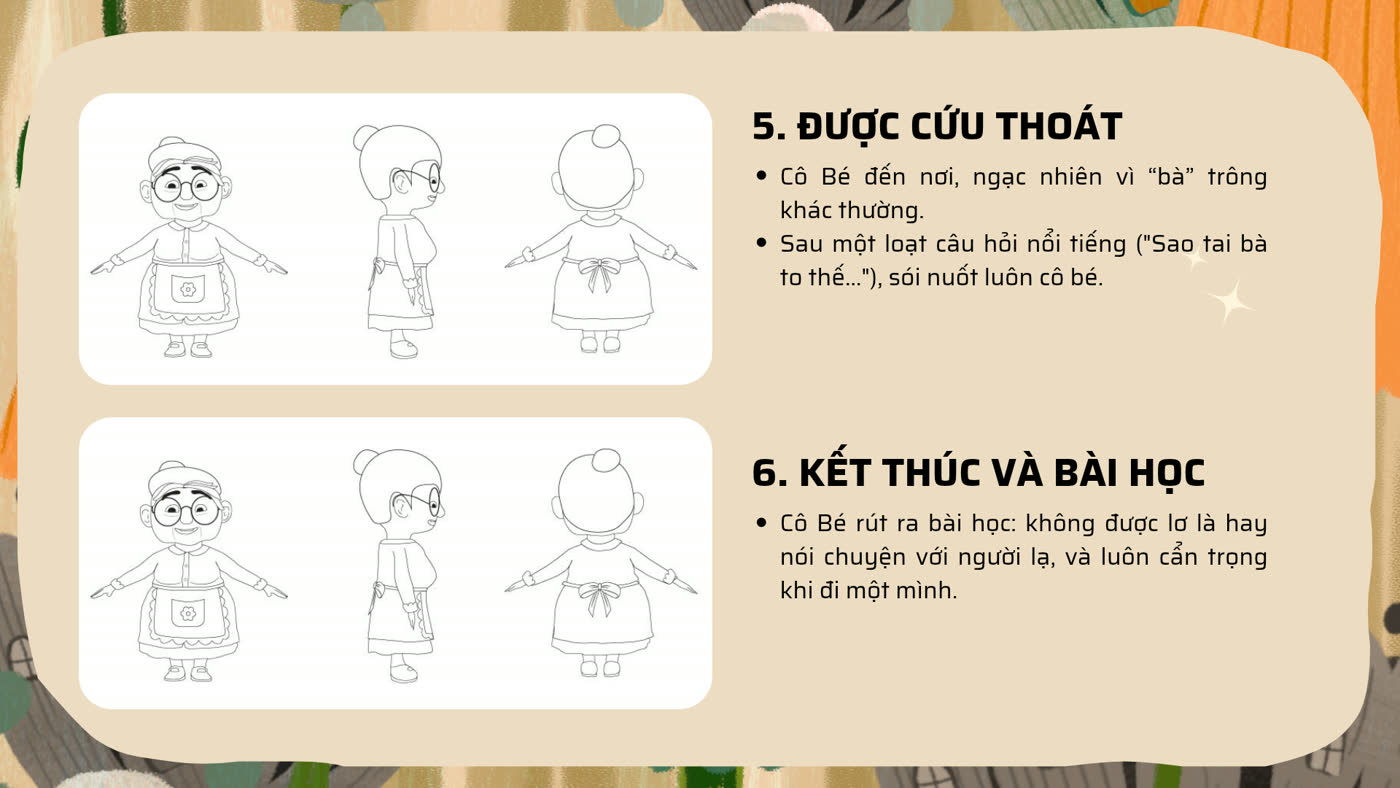 5. ĐƯỢC CỨU THOÁT
• Cô Bé đến nơi, ngạc nhiên vì “bà” trông
khác thường.
• Sau một loạt câu hỏi nổi tiếng ("Sao tai bà
to thế..."), sói nuốt luôn cô bé.
6. KẾT THÚC VÀ BÀI HỌC
• Cô Bé rút ra bài học: không được lơ là hay
nói chuyện với người lạ, và luôn cẩn trọng
khi đi một mình.